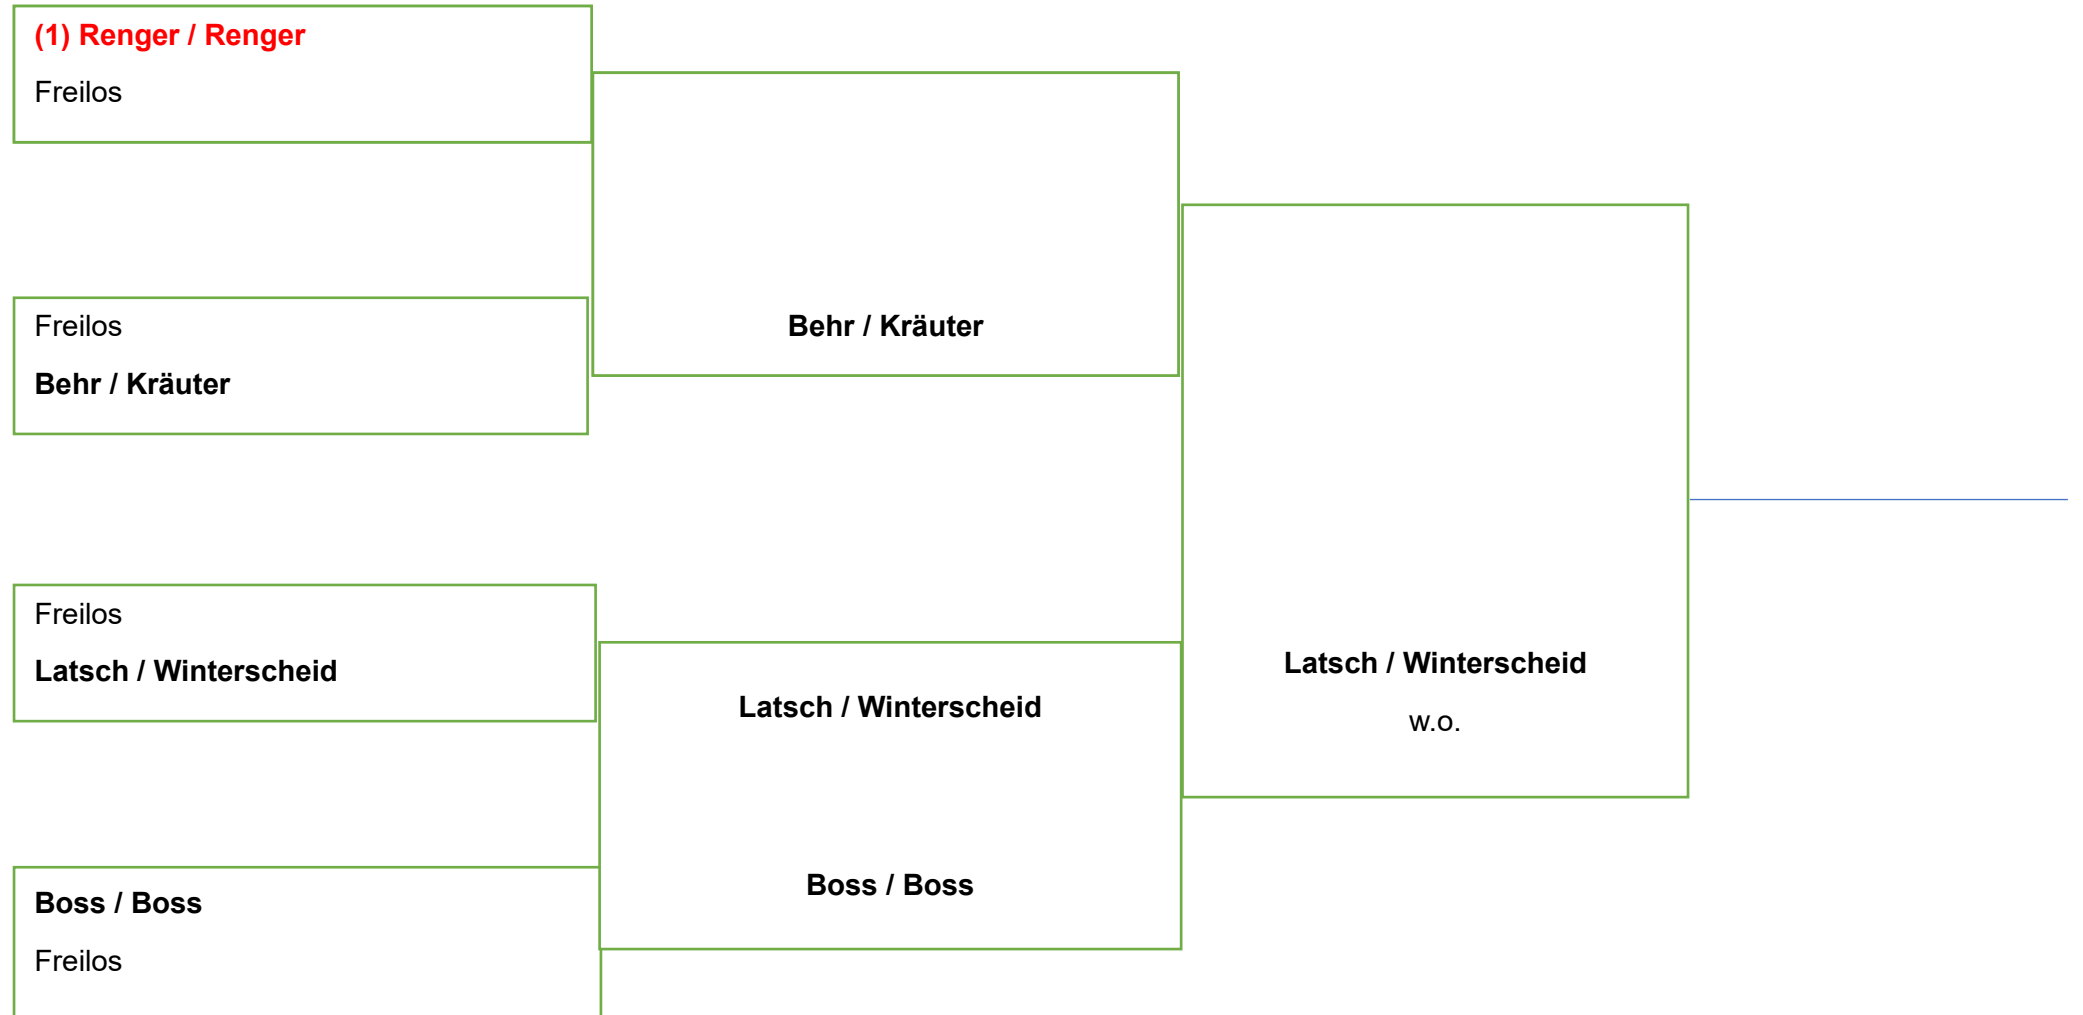 (1) Renger / Renger
Freilos
Freilos
Behr / Kräuter
Freilos
Latsch / Winterscheid
Boss / Boss
Freilos
Behr / Kräuter
Latsch / Winterscheid
Boss / Boss
Latsch / Winterscheid
w.o.